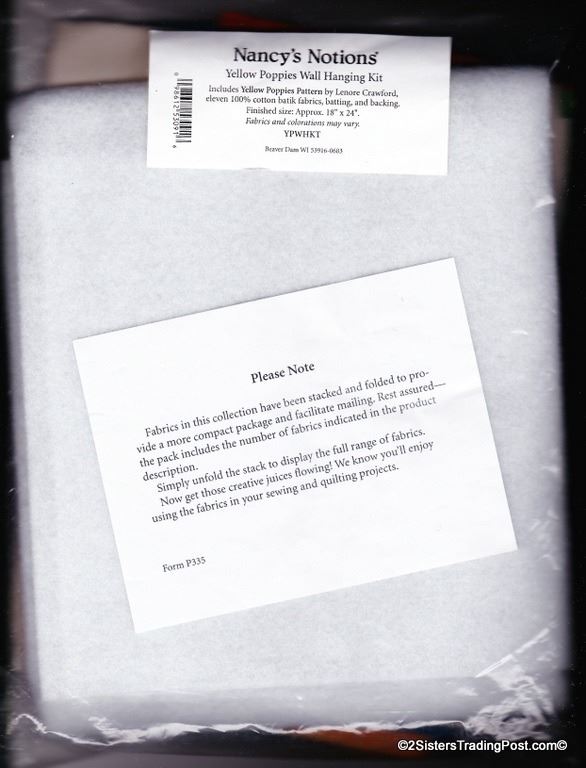 Nancy's Notions®
Yellow Poppies Wall Hanging Kit
Includes Yellow Poppies Pattern by Lenore Crawford,
eleven 100% cotton batik fabrics, batting, and backing.
Finished size: Approx. 18" x 24".
Fabrics and colorations may vary.
YPWHKT
Beaver Dam WI 53916-0683
Please Note
Fabrics in this collection have been stacked and folded to pro-
vide a more compact package and facilitate mailing. Rest assured—
the pack includes the number of fabrics indicated in the product
description.
Simply unfold the stack to display the full range of fabrics.
Now get those creative juices flowing! We know you'll enjoy
using the fabrics in your sewing and quilting projects.
Form P335
©2SistersTradingPost.com©